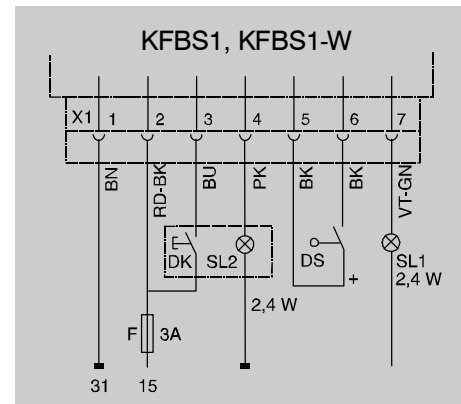 KFBS1, KFBS1-W
X1 1 2 3 4 5 6 7
BN RD-BK BU PK BK BK VT-GN
DK SL2 DS SL1
2,4 W
+
2,4 W
F 3A
31 15